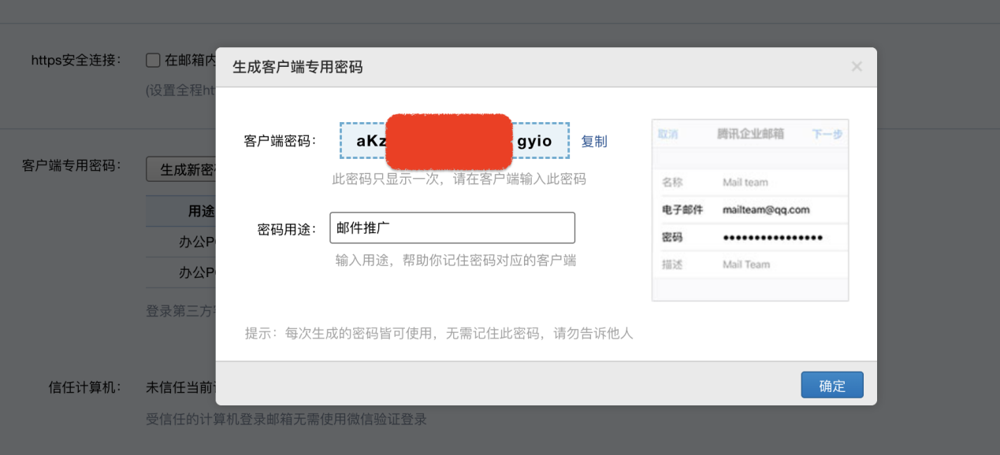 https安全连接：
在邮箱内
(设置全程ht
客户端专用密码：
生成新密
用途
办公P
办公P
登录第三方
信任计算机：
未信任当前
受信任的计算机登录邮箱无需使用微信验证登录
生成客户端专用密码
×
客户端密码：
aKz
gyio
复制
此密码只显示一次，请在客户端输入此密码
密码用途：
邮件推广
输入用途，帮助你记住密码对应的客户端
取消 腾讯企业邮箱 下一步
名称 Mail team
电子邮件 mailteam@qq.com
密码 ••••••••••••••••
描述 Mail Team
提示：每次生成的密码皆可使用，无需记住此密码，请勿告诉他人
确定